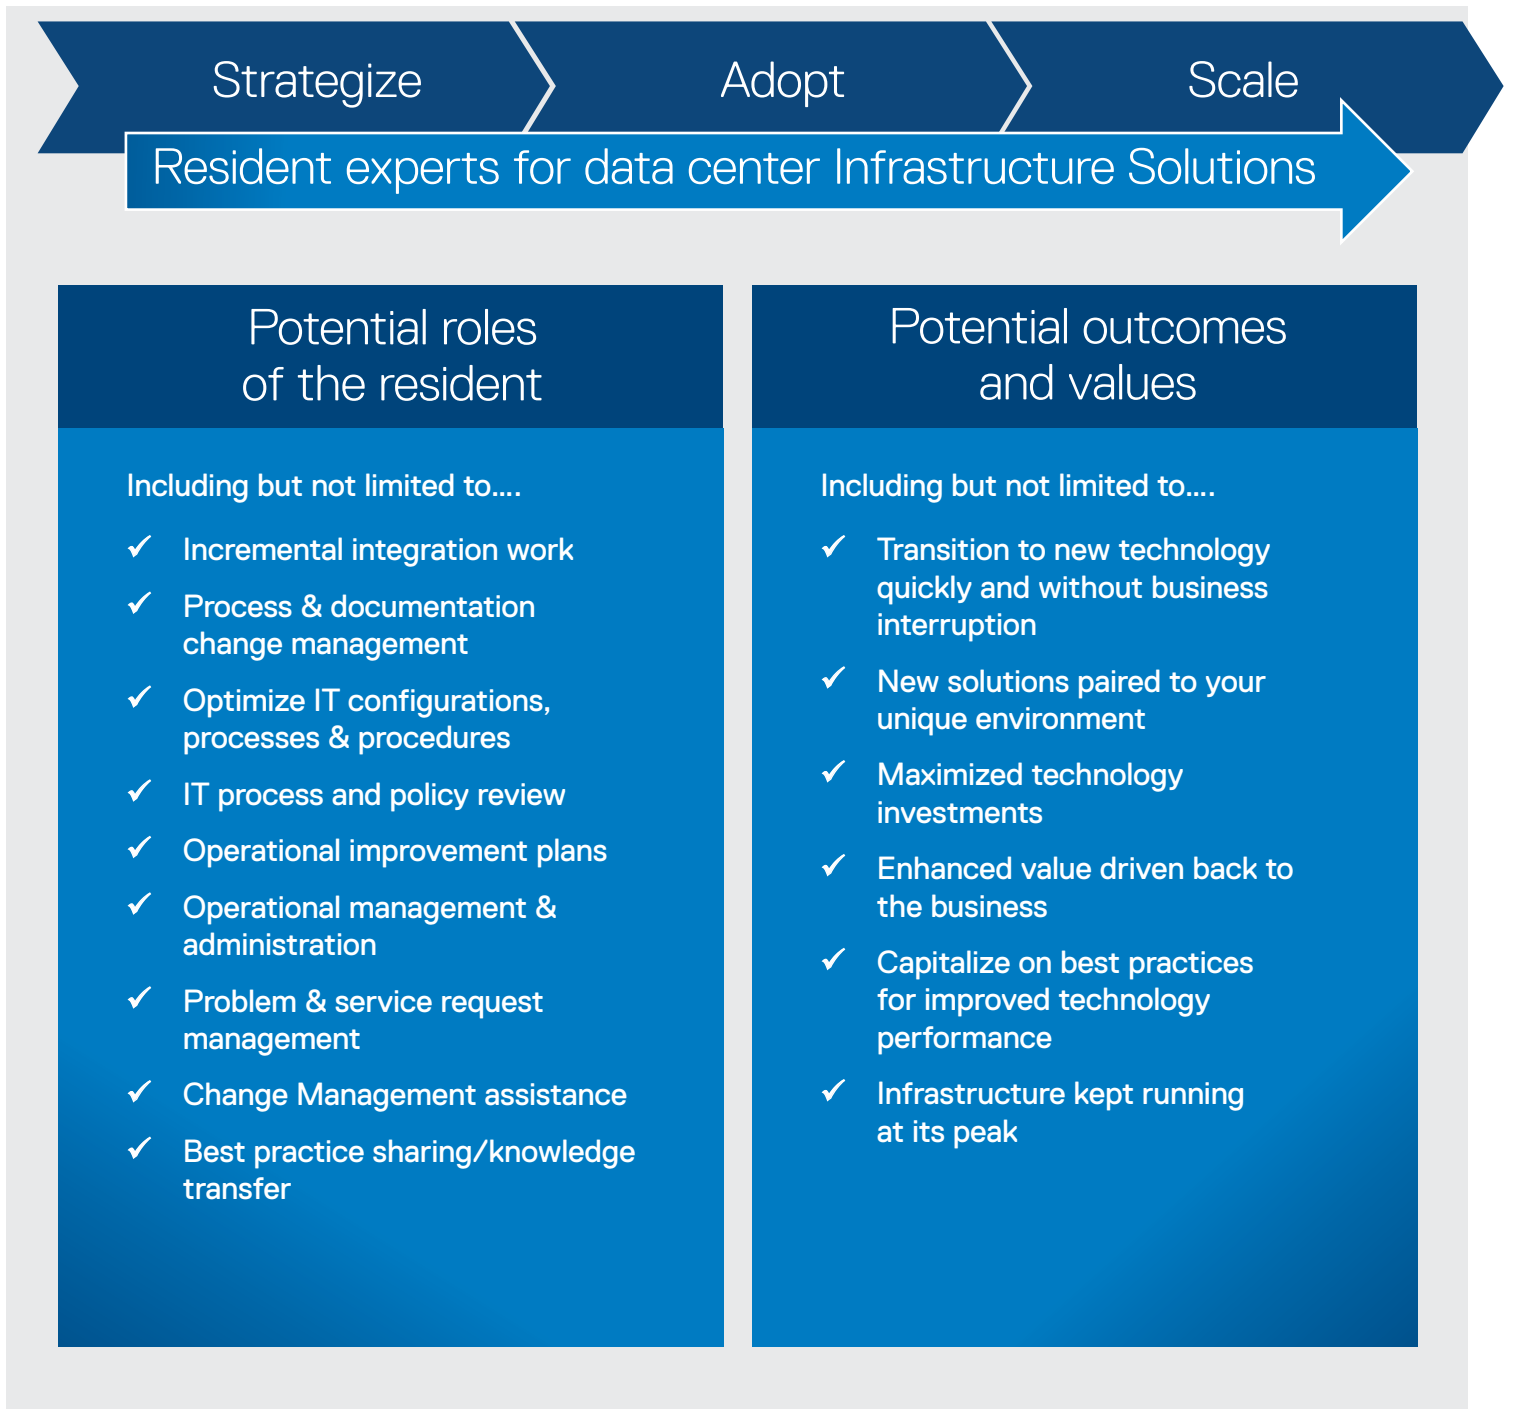 Strategize
Adopt
Scale
Resident experts for data center Infrastructure Solutions
Potential roles
of the resident
Including but not limited to....
✓ Incremental integration work
✓ Process & documentation
change management
✓ Optimize IT configurations,
processes & procedures
✓ IT process and policy review
✓ Operational improvement plans
✓ Operational management &
administration
✓ Problem & service request
management
✓ Change Management assistance
✓ Best practice sharing/knowledge
transfer
Potential outcomes
and values
Including but not limited to....
✓ Transition to new technology
quickly and without business
interruption
✓ New solutions paired to your
unique environment
✓ Maximized technology
investments
✓ Enhanced value driven back to
the business
✓ Capitalize on best practices
for improved technology
performance
✓ Infrastructure kept running
at its peak